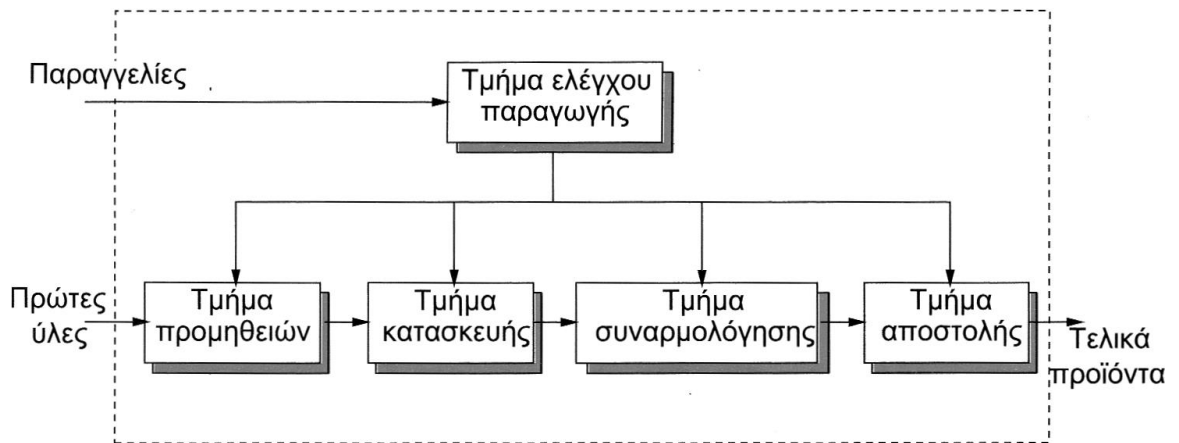 Παραγγελίες
Τμήμα ελέγχου
παραγωγής
Πρώτες
ύλες
Τμήμα
προμηθειών
Τμήμα
κατασκευής
Τμήμα
συναρμολόγησης
Τμήμα
αποστολής
Τελικά
προϊόντα